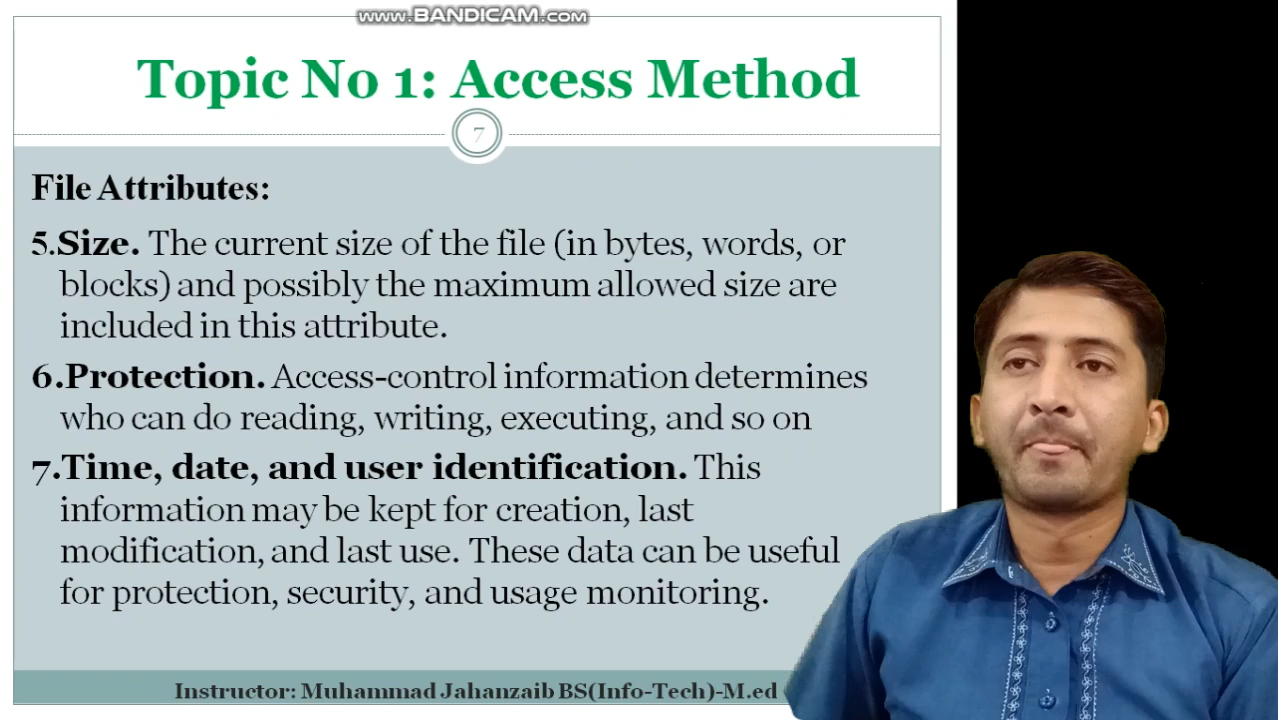 www.BANDICAM.com
Topic No 1: Access Method
7
File Attributes:
5.Size. The current size of the file (in bytes, words, or
blocks) and possibly the maximum allowed size are
included in this attribute.
6.Protection. Access-control information determines
who can do reading, writing, executing, and so on
7.Time, date, and user identification. This
information may be kept for creation, last
modification, and last use. These data can be useful
for protection, security, and usage monitoring.
Instructor: Muhammad Jahanzaib BS(Info-Tech)-M.ed